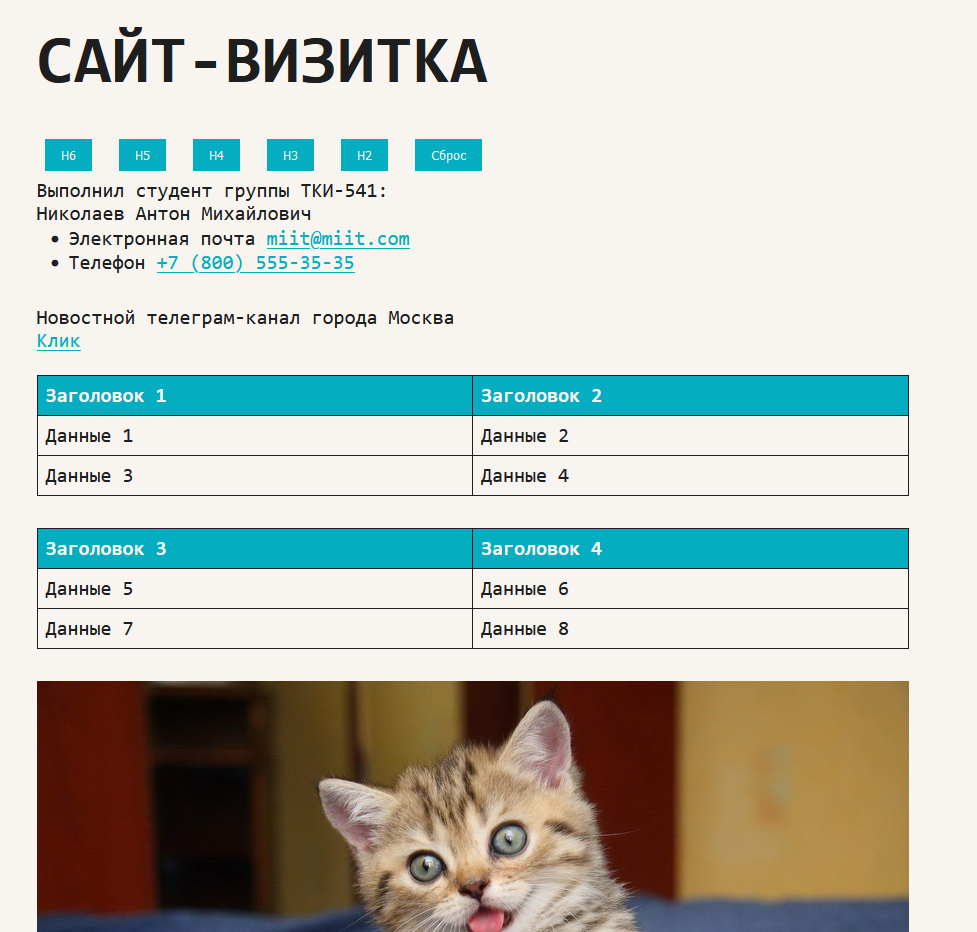 САЙТ-ВИЗИТКА
H6 H5 H4 H3 H2 Сброс
Выполнил студент группы ТКИ-541:
Николаев Антон Михайлович
• Электронная почта miit@miit.com
• Телефон +7 (800) 555-35-35
Новостной телеграм-канал города Москва
Клик
Заголовок 1 Заголовок 2
Данные 1 Данные 2
Данные 3 Данные 4
Заголовок 3 Заголовок 4
Данные 5 Данные 6
Данные 7 Данные 8